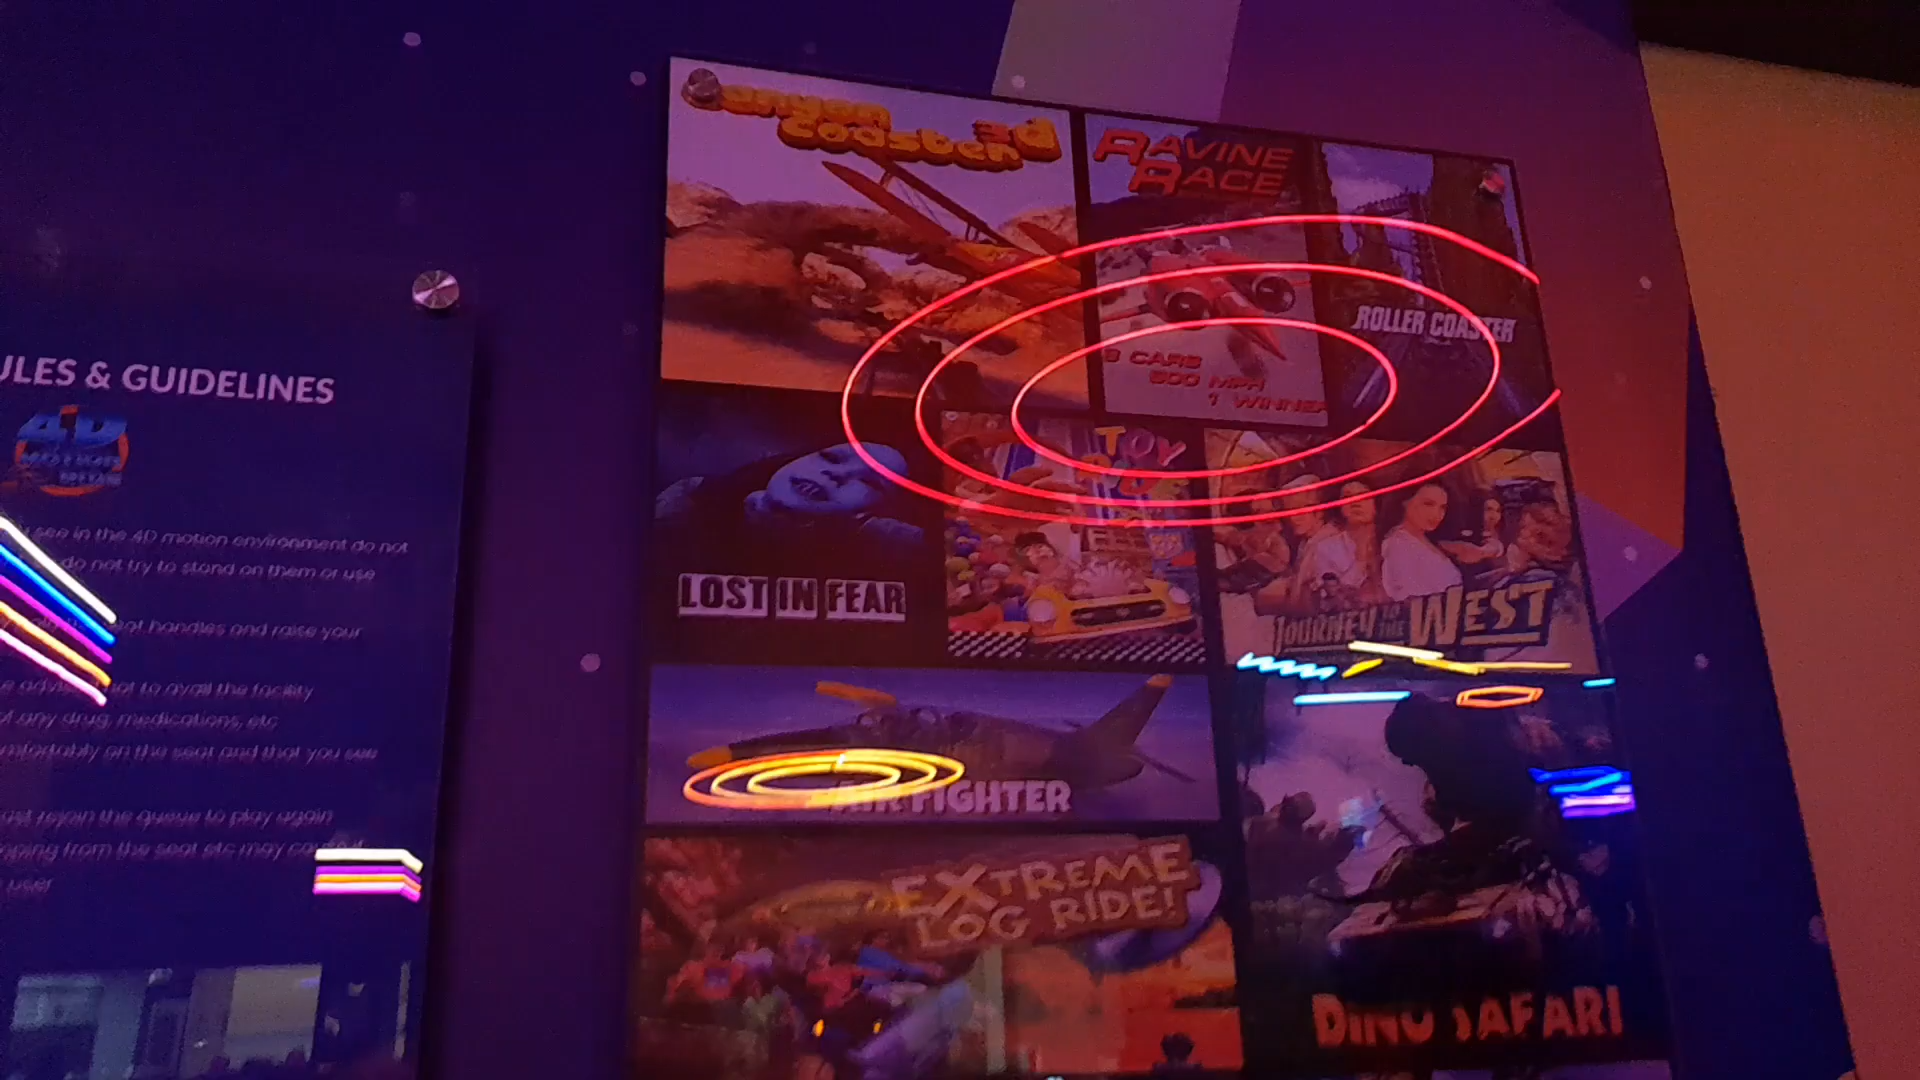 ULES & GUIDELINES
4D
see in the 4D motion environment do not
do not try to stand on them or use
handles and raise your
not to avail the facility
of any drug, medications, etc
on the seat and that you see
rejoin the queue to play again
from the seat etc may
user
anyon
coaster 3d
RAVINE
RACE
CARS
500 MPH
1 WINNER
ROLLER COASTER
LOST IN FEAR
TOY
JOURNEY TO THE WEST
AIR FIGHTER
EXTREME
LOG RIDE!
DINO SAFARI